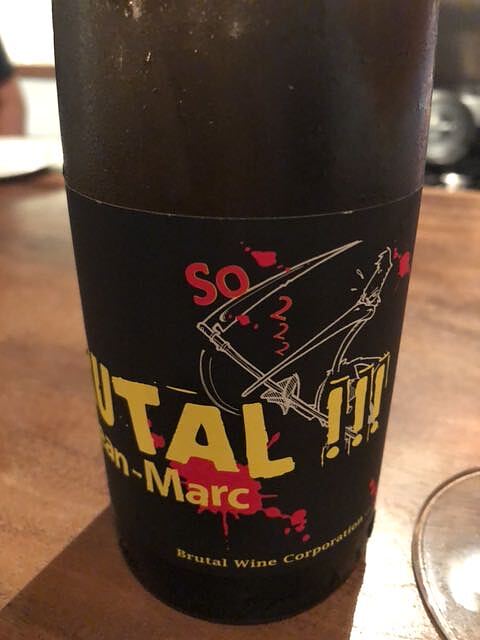 So
UTAL !!!
an-Marc
Brutal Wine Corporation